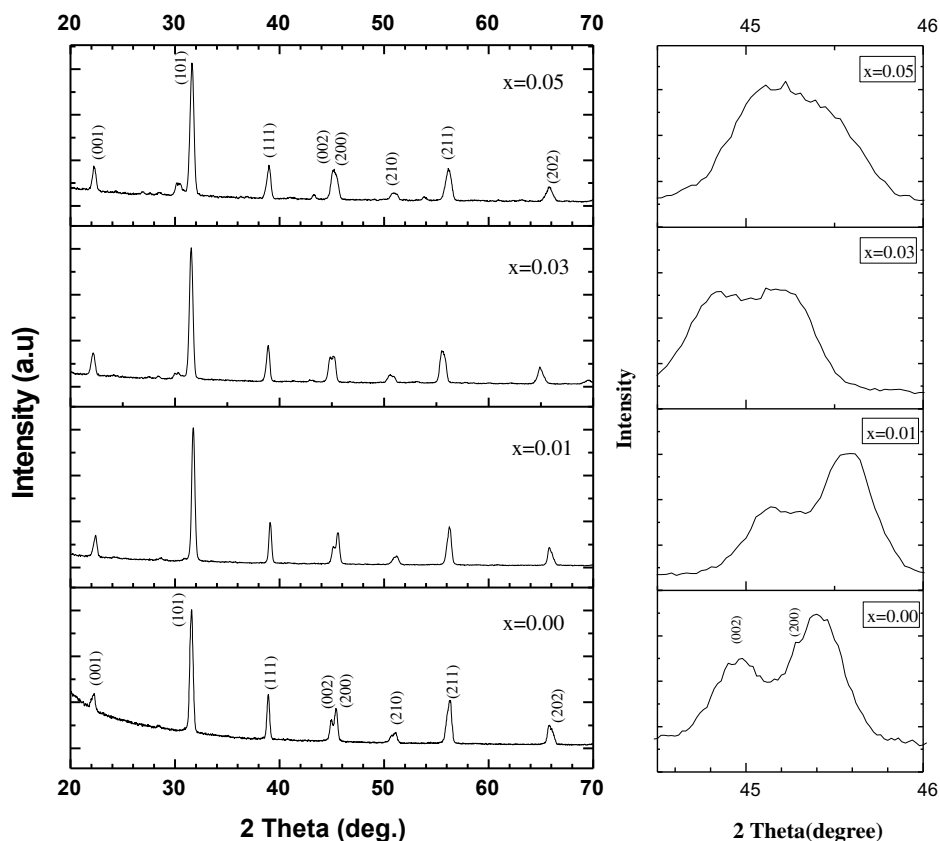 20 30 40 50 60 70
x=0.05
(001)
(101)
(111)
(002)
(200)
(210)
(211)
(202)
x=0.03
x=0.01
x=0.00
(001)
(101)
(111)
(002)
(200)
(210)
(211)
(202)
20 30 40 50 60 70
2 Theta (deg.)
Intensity (a.u)
45 46
x=0.05
x=0.03
x=0.01
x=0.00
(002)
(200)
45 46
2 Theta(degree)
Intensity